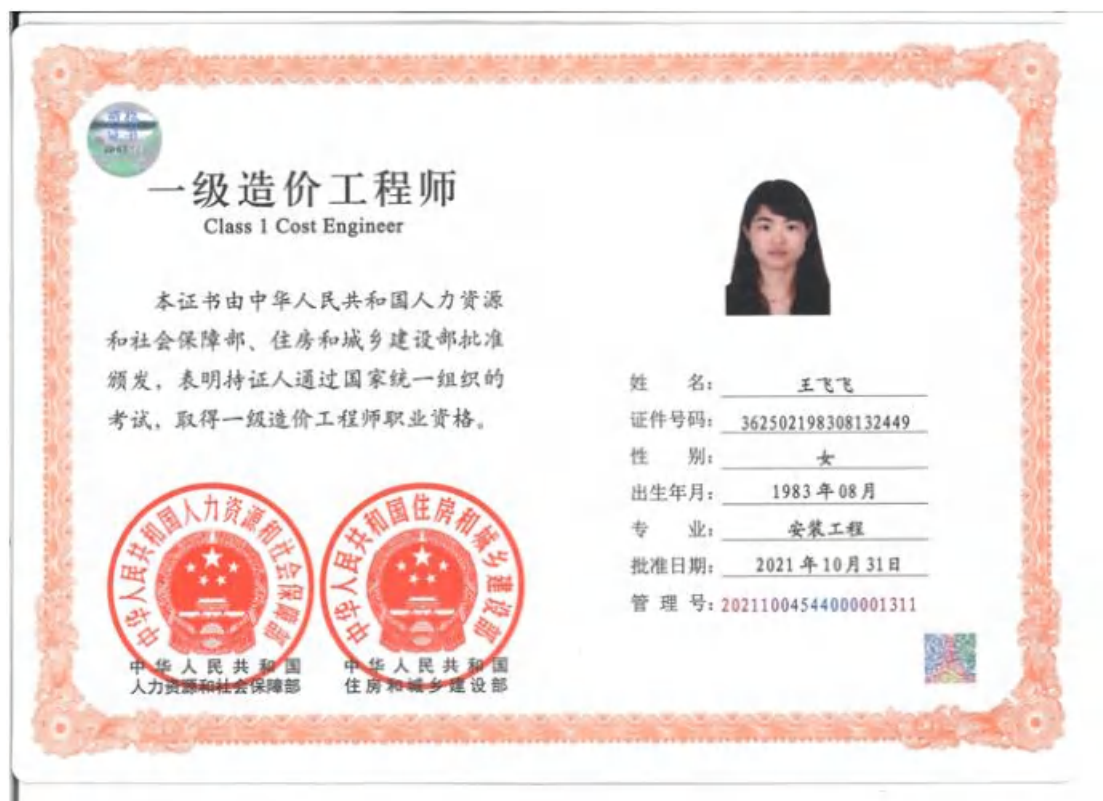 一级造价工程师
Class 1 Cost Engineer
本证书由中华人民共和国人力资源
和社会保障部、住房和城乡建设部批准
颁发，表明持证人通过国家统一组织的
考试，取得一级造价工程师职业资格。
中华人民共和国人力资源和社会保障部
中华人民共和国
人力资源和社会保障部
中华人民共和国住房和城乡建设部
中华人民共和国
住房和城乡建设部
姓 名：王飞飞
证件号码：362502198308132449
性 别：女
出生年月：1983年08月
专 业：安装工程
批准日期：2021年10月31日
管 理 号：20211004544000001311